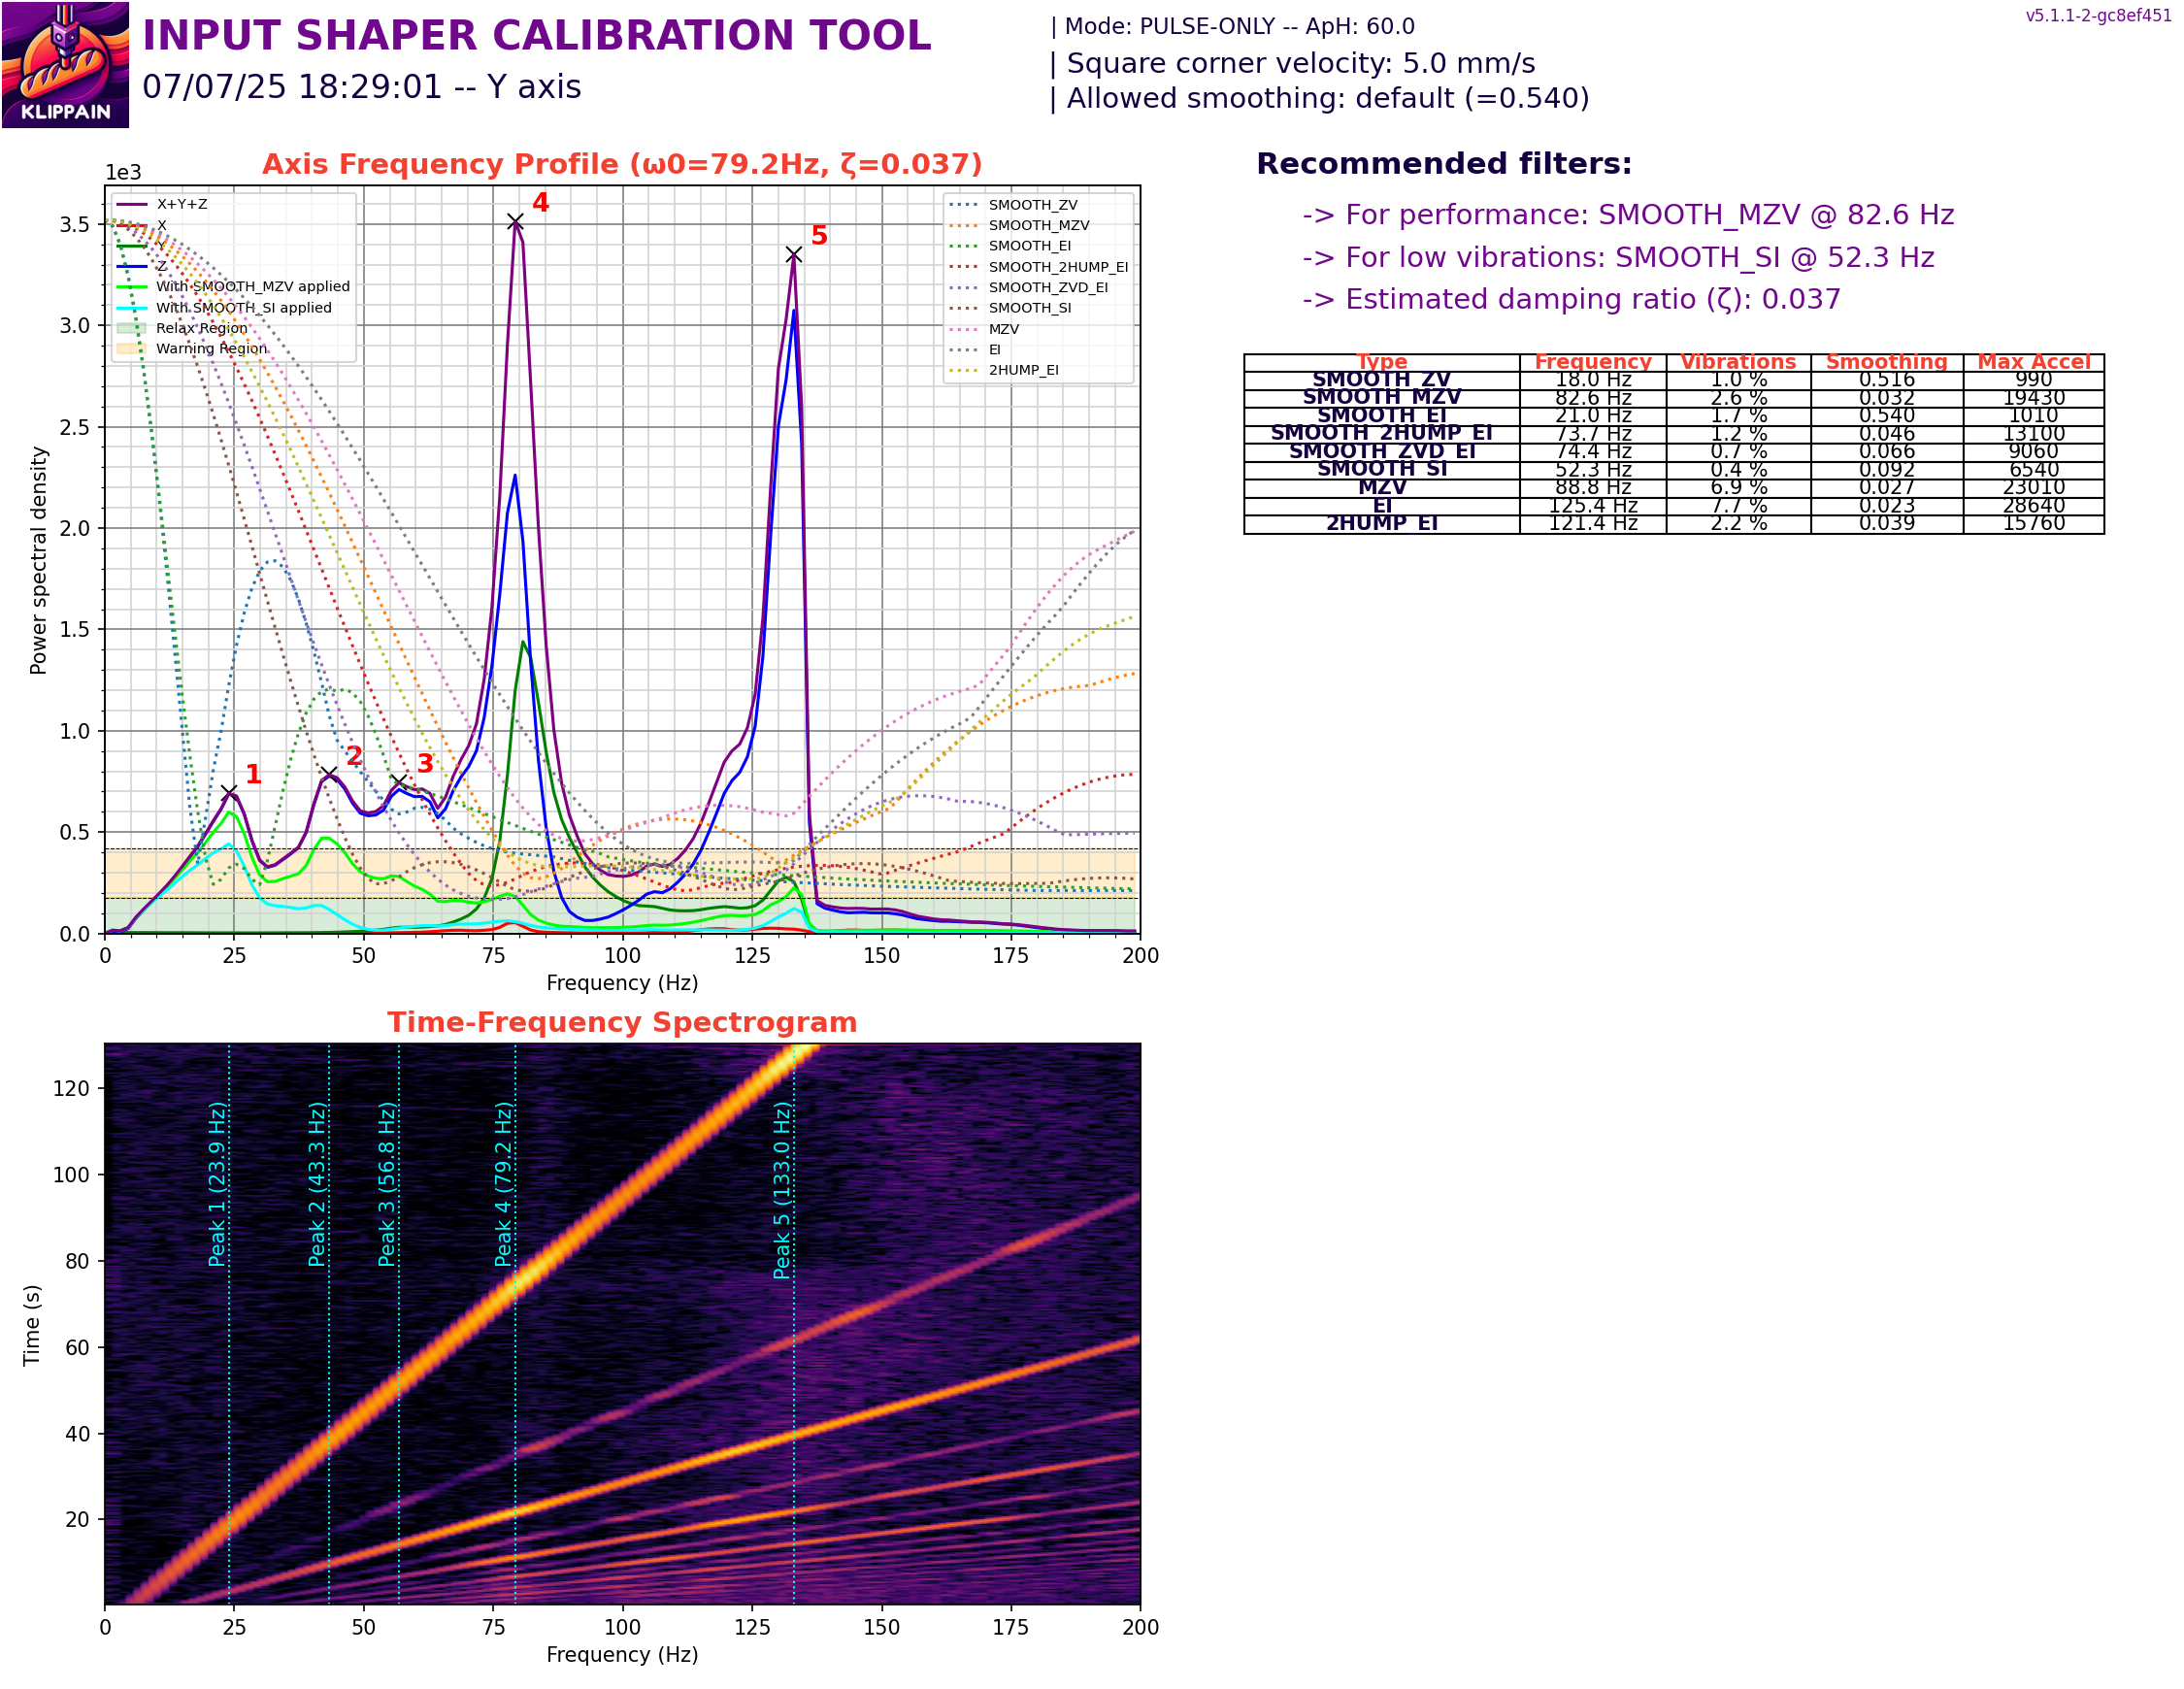 v5.1.1-2-gc8ef451
KLIPPAIN
INPUT SHAPER CALIBRATION TOOL
07/07/25 18:29:01 -- Y axis
| Mode: PULSE-ONLY -- ApH: 60.0
| Square corner velocity: 5.0 mm/s
| Allowed smoothing: default (=0.540)
Axis Frequency Profile (ω0=79.2Hz, ζ=0.037)
1e3
X+Y+Z
X
Y
Z
With SMOOTH_MZV applied
With SMOOTH_SI applied
Relax Region
Warning Region
SMOOTH_ZV
SMOOTH_MZV
SMOOTH_EI
SMOOTH_2HUMP_EI
SMOOTH_ZVD_EI
SMOOTH_SI
MZV
EI
2HUMP_EI
1
2
3
4
5
Power spectral density
3.5
3.0
2.5
2.0
1.5
1.0
0.5
0.0
0 25 50 75 100 125 150 175 200
Frequency (Hz)
Recommended filters:
-> For performance: SMOOTH_MZV @ 82.6 Hz
-> For low vibrations: SMOOTH_SI @ 52.3 Hz
-> Estimated damping ratio (ζ): 0.037
Type Frequency Vibrations Smoothing Max Accel
SMOOTH_ZV 18.0 Hz 1.0 % 0.516 990
SMOOTH_MZV 82.6 Hz 2.6 % 0.032 19430
SMOOTH_EI 21.0 Hz 1.7 % 0.540 1010
SMOOTH_2HUMP_EI 73.7 Hz 1.2 % 0.046 13100
SMOOTH_ZVD_EI 74.4 Hz 0.7 % 0.066 9060
SMOOTH_SI 52.3 Hz 0.4 % 0.092 6540
MZV 88.8 Hz 6.9 % 0.027 23010
EI 125.4 Hz 7.7 % 0.023 28640
2HUMP_EI 121.4 Hz 2.2 % 0.039 15760
Time-Frequency Spectrogram
Time (s)
120
100
80
60
40
20
Peak 1 (23.9 Hz)
Peak 2 (43.3 Hz)
Peak 3 (56.8 Hz)
Peak 4 (79.2 Hz)
Peak 5 (133.0 Hz)
0 25 50 75 100 125 150 175 200
Frequency (Hz)